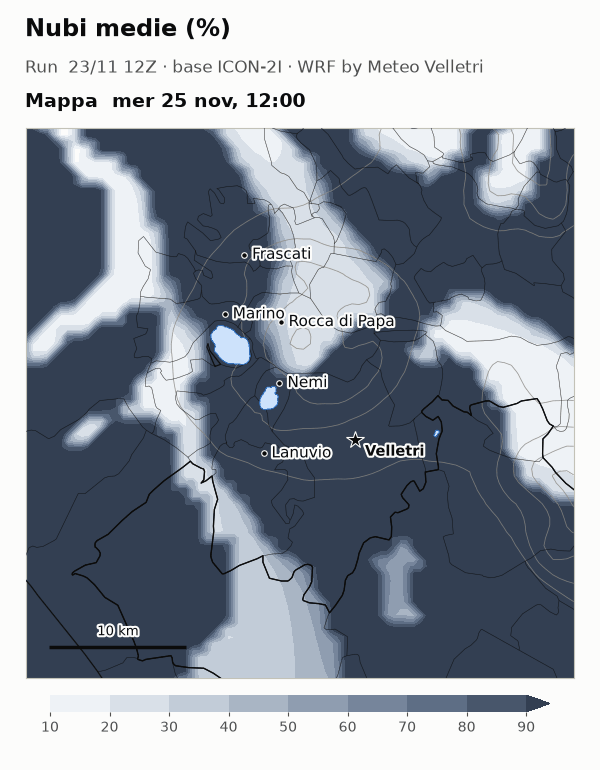 Nubi medie (%)
Run  23/11 12Z · base ICON-2I · WRF by Meteo Velletri
Mappa  mer 25 nov, 12:00
Frascati
Marino
Rocca di Papa
Nemi
Velletri
Lanuvio
10 km
10 20 30 40 50 60 70 80 90